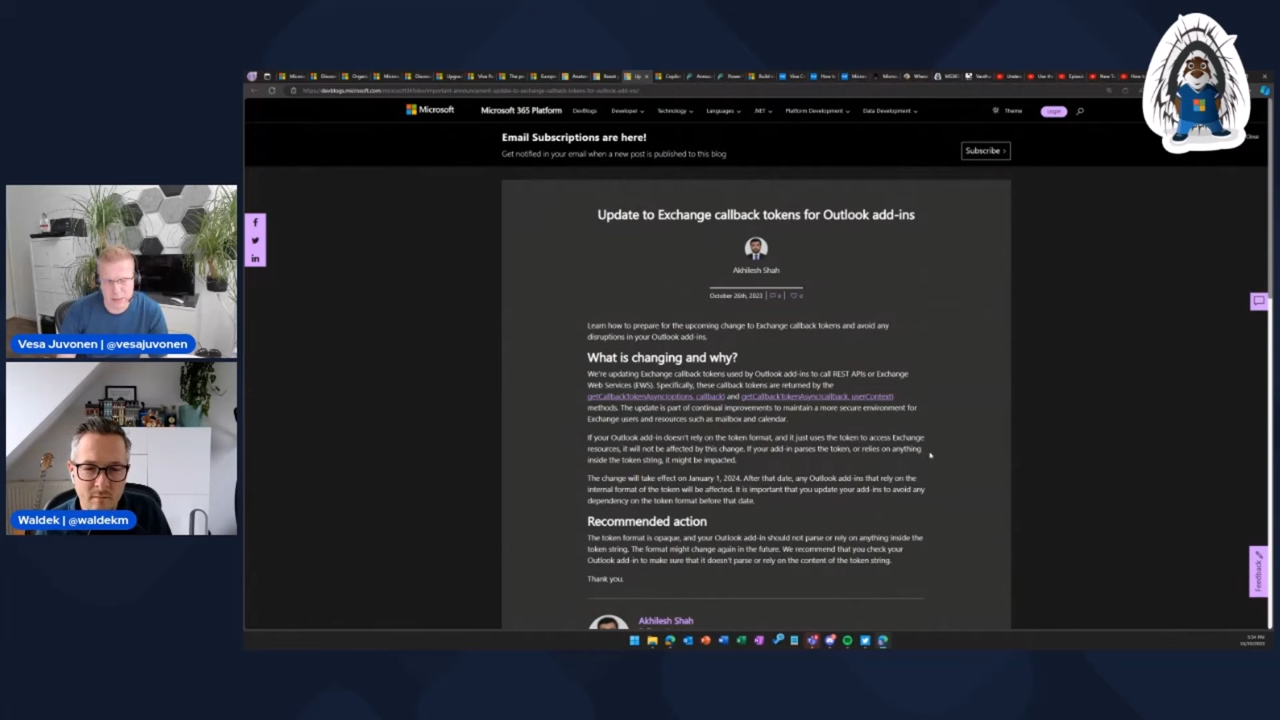 Microsoft
Microsoft 365 Platform
DevBlogs
Developer
Technology
Languages
.NET
Platform Development
Data Development
Theme
Login
Email Subscriptions are here!
Get notified in your email when a new post is published to this blog
Subscribe
Close
Update to Exchange callback tokens for Outlook add-ins
Akhilesh Shah
October 26th, 2023
0
0
Learn how to prepare for the upcoming change to Exchange callback tokens and avoid any
disruptions in your Outlook add-ins.
What is changing and why?
We're updating Exchange callback tokens used by Outlook add-ins to call REST APIs or Exchange
Web Services (EWS). Specifically, these callback tokens are returned by the
getCallbackTokenAsync(options, callback) and getCallbackTokenAsync(callback, userContext)
methods. The update is part of continual improvements to maintain a more secure environment for
Exchange users and resources such as mailbox and calendar.
If your Outlook add-in doesn't rely on the token format, and it just uses the token to access Exchange
resources, it will not be affected by this change. If your add-in parses the token, or relies on anything
inside the token string, it might be impacted.
The change will take effect on January 1, 2024. After that date, any Outlook add-ins that rely on the
internal format of the token will be affected. It is important that you update your add-ins to avoid any
dependency on the token format before that date.
Recommended action
The token format is opaque, and your Outlook add-in should not parse or rely on anything inside the
token string. The format might change again in the future. We recommend that you check your
Outlook add-in to make sure that it doesn't parse or rely on the content of the token string.
Thank you.
Akhilesh Shah
Feedback
Vesa Juvonen | @vesajuvonen
Waldek | @waldekm